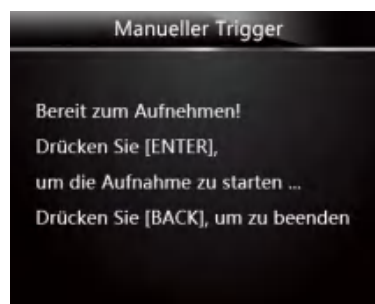 Manueller Trigger
Bereit zum Aufnehmen!
Drücken Sie [ENTER],
um die Aufnahme zu starten ...
Drücken Sie [BACK], um zu beenden